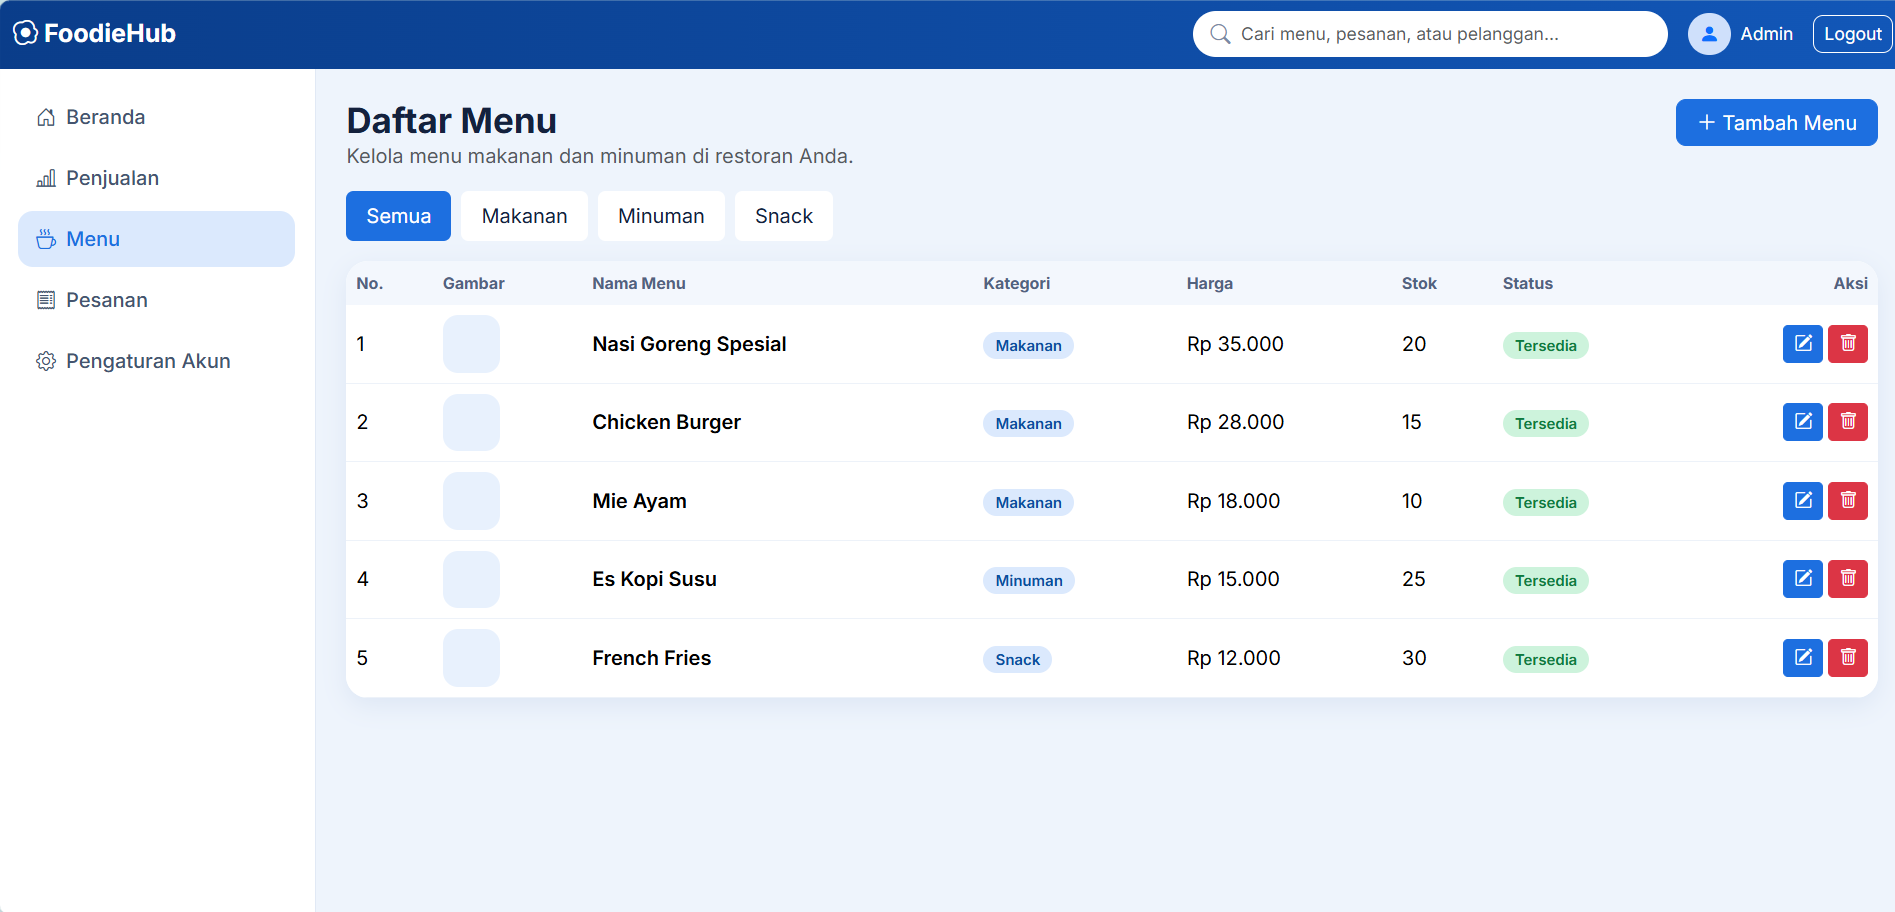 FoodieHub
Cari menu, pesanan, atau pelanggan...
Admin
Logout
Beranda
Penjualan
Menu
Pesanan
Pengaturan Akun
Daftar Menu
Kelola menu makanan dan minuman di restoran Anda.
+ Tambah Menu
Semua Makanan Minuman Snack
No. Gambar Nama Menu Kategori Harga Stok Status Aksi
1 Nasi Goreng Spesial Makanan Rp 35.000 20 Tersedia
2 Chicken Burger Makanan Rp 28.000 15 Tersedia
3 Mie Ayam Makanan Rp 18.000 10 Tersedia
4 Es Kopi Susu Minuman Rp 15.000 25 Tersedia
5 French Fries Snack Rp 12.000 30 Tersedia